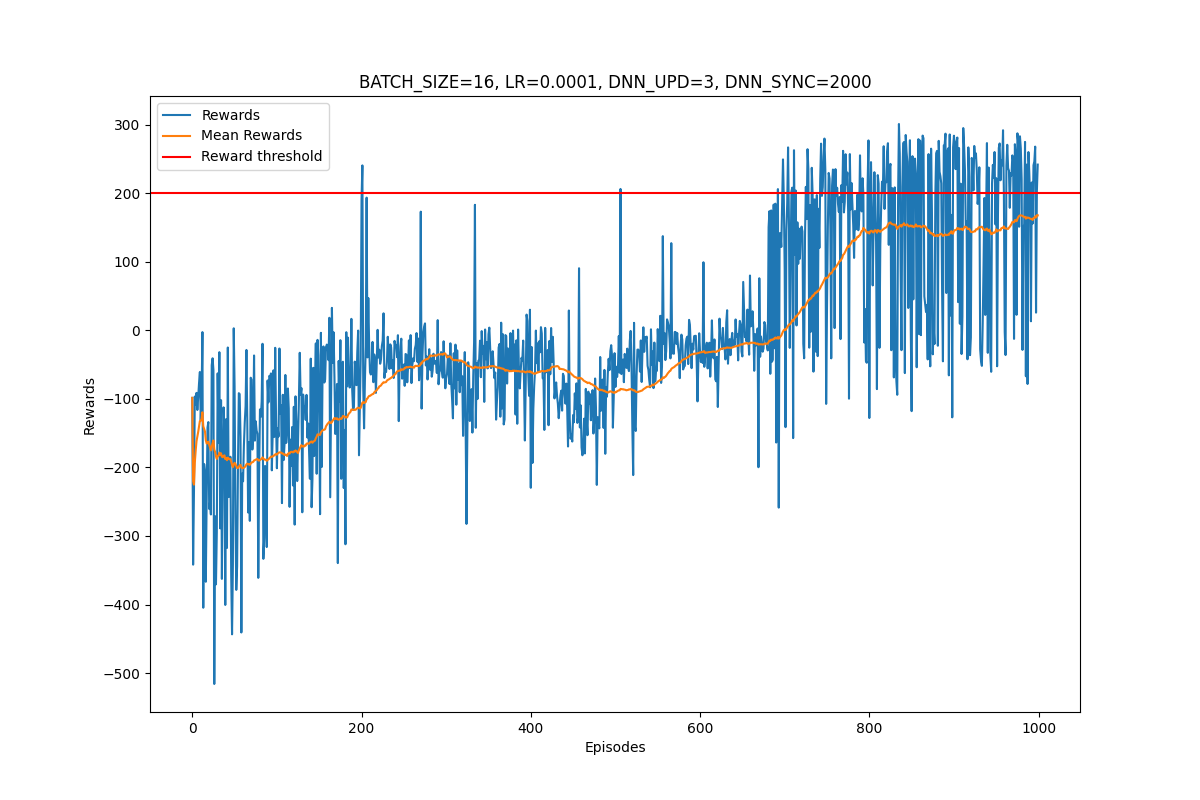 BATCH_SIZE=16, LR=0.0001, DNN_UPD=3, DNN_SYNC=2000
Rewards
Mean Rewards
Reward threshold
300
200
100
0
−100
−200
−300
−400
−500
Rewards
0
200
400
600
800
1000
Episodes